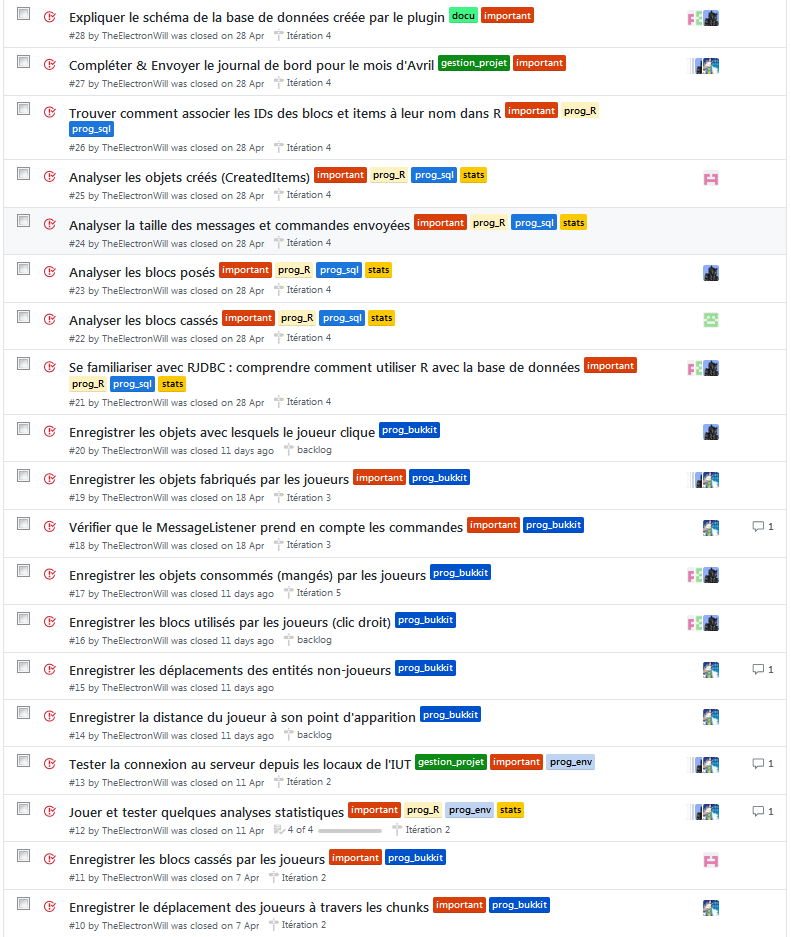 Expliquer le schéma de la base de données créée par le plugin docu important
#28 by TheElectronWill was closed on 28 Apr Itération 4
Compléter & Envoyer le journal de bord pour le mois d'Avril gestion_projet important
#27 by TheElectronWill was closed on 28 Apr Itération 4
Trouver comment associer les IDs des blocs et items à leur nom dans R important prog_R
prog_sql
#26 by TheElectronWill was closed on 28 Apr Itération 4
Analyser les objets créés (CreatedItems) important prog_R prog_sql stats
#25 by TheElectronWill was closed on 28 Apr Itération 4
Analyser la taille des messages et commandes envoyées important prog_R prog_sql stats
#24 by TheElectronWill was closed on 28 Apr Itération 4
Analyser les blocs posés important prog_R prog_sql stats
#23 by TheElectronWill was closed on 28 Apr Itération 4
Analyser les blocs cassés important prog_R prog_sql stats
#22 by TheElectronWill was closed on 28 Apr Itération 4
Se familiariser avec RJDBC : comprendre comment utiliser R avec la base de données important
prog_R prog_sql stats
#21 by TheElectronWill was closed on 28 Apr Itération 4
Enregistrer les objets avec lesquels le joueur clique prog_bukkit
#20 by TheElectronWill was closed 11 days ago backlog
Enregistrer les objets fabriqués par les joueurs important prog_bukkit
#19 by TheElectronWill was closed on 18 Apr Itération 3
Vérifier que le MessageListener prend en compte les commandes important prog_bukkit 1
#18 by TheElectronWill was closed on 18 Apr Itération 3
Enregistrer les objets consommés (mangés) par les joueurs prog_bukkit
#17 by TheElectronWill was closed 11 days ago Itération 5
Enregistrer les blocs utilisés par les joueurs (clic droit) prog_bukkit
#16 by TheElectronWill was closed 11 days ago backlog
Enregistrer les déplacements des entités non-joueurs prog_bukkit 1
#15 by TheElectronWill was closed 11 days ago
Enregistrer la distance du joueur à son point d'apparition prog_bukkit
#14 by TheElectronWill was closed 11 days ago backlog
Tester la connexion au serveur depuis les locaux de l'IUT gestion_projet important prog_env 1
#13 by TheElectronWill was closed on 11 Apr Itération 2
Jouer et tester quelques analyses statistiques important prog_R prog_env stats 1
#12 by TheElectronWill was closed on 11 Apr 4 of 4 Itération 2
Enregistrer les blocs cassés par les joueurs important prog_bukkit
#11 by TheElectronWill was closed on 7 Apr Itération 2
Enregistrer le déplacement des joueurs à travers les chunks important prog_bukkit
#10 by TheElectronWill was closed on 7 Apr Itération 2